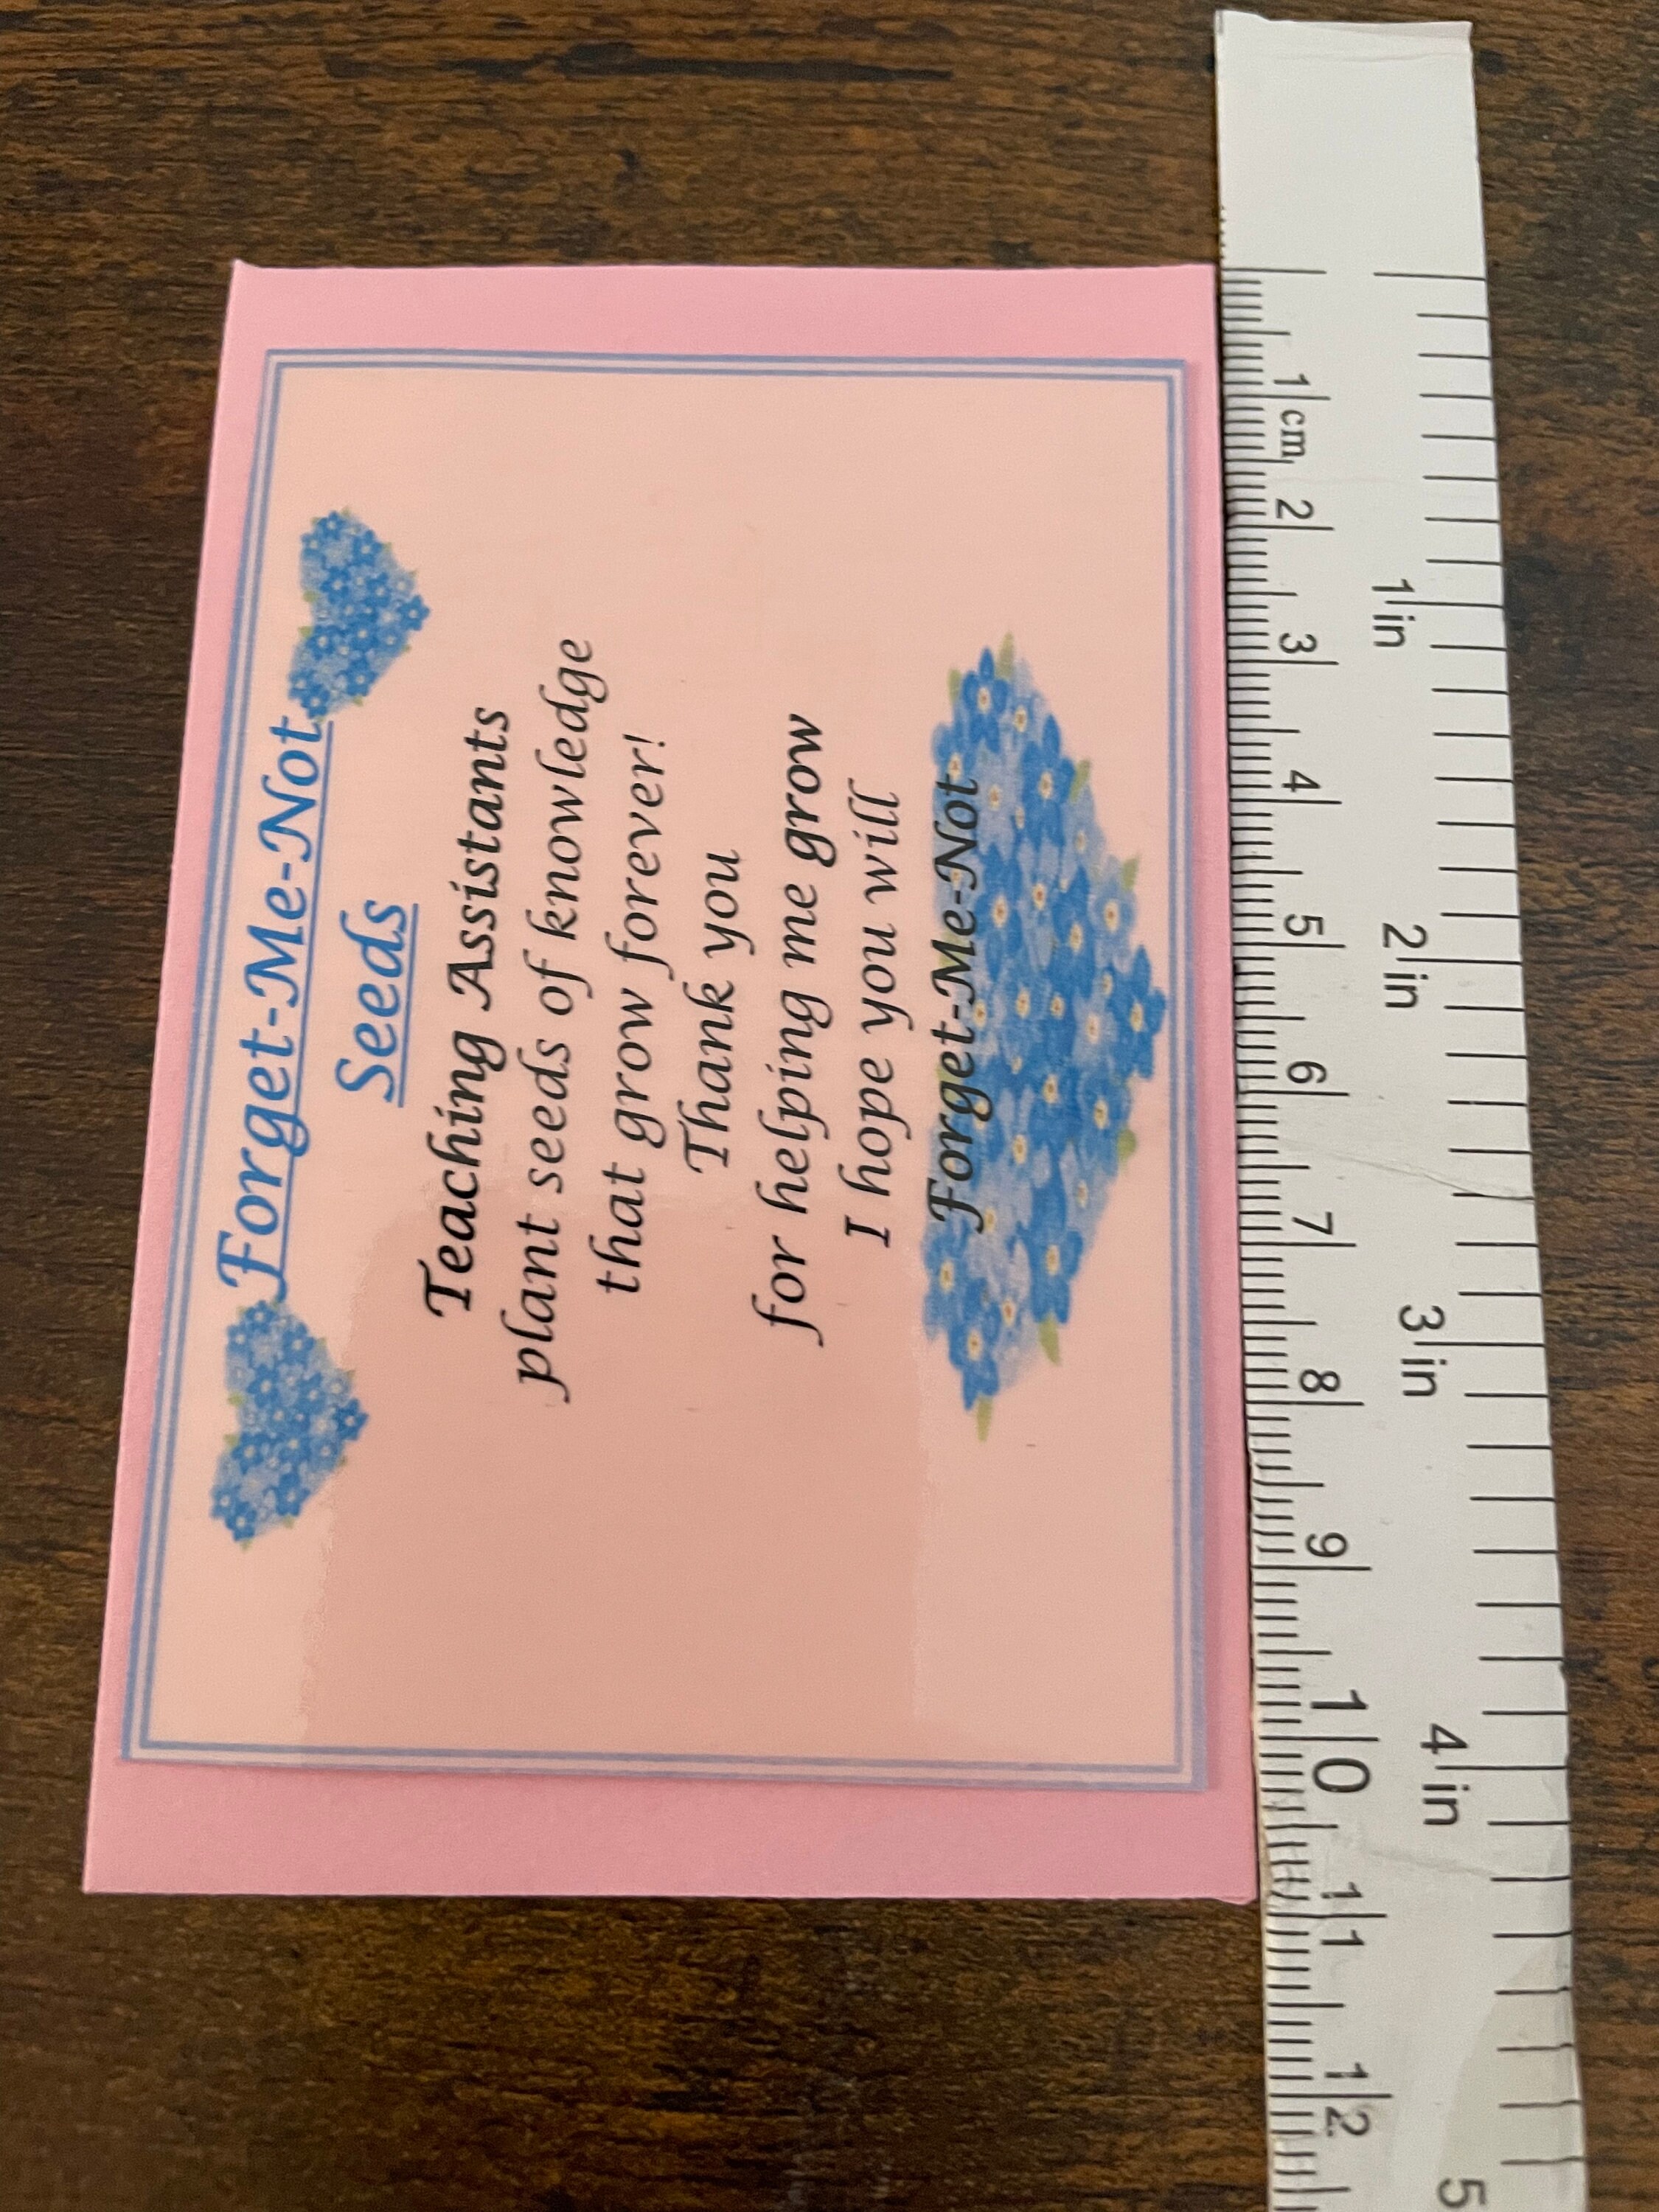 Forget-Me-Not
Seeds
Teaching Assistants
plant seeds of knowledge
that grow forever!
Thank you
for helping me grow
I hope you will
Forget-Me-Not
1 cm 2 3 4 5 6 7 8 9 10 11 12
1 in 2 in 3 in 4 in 5